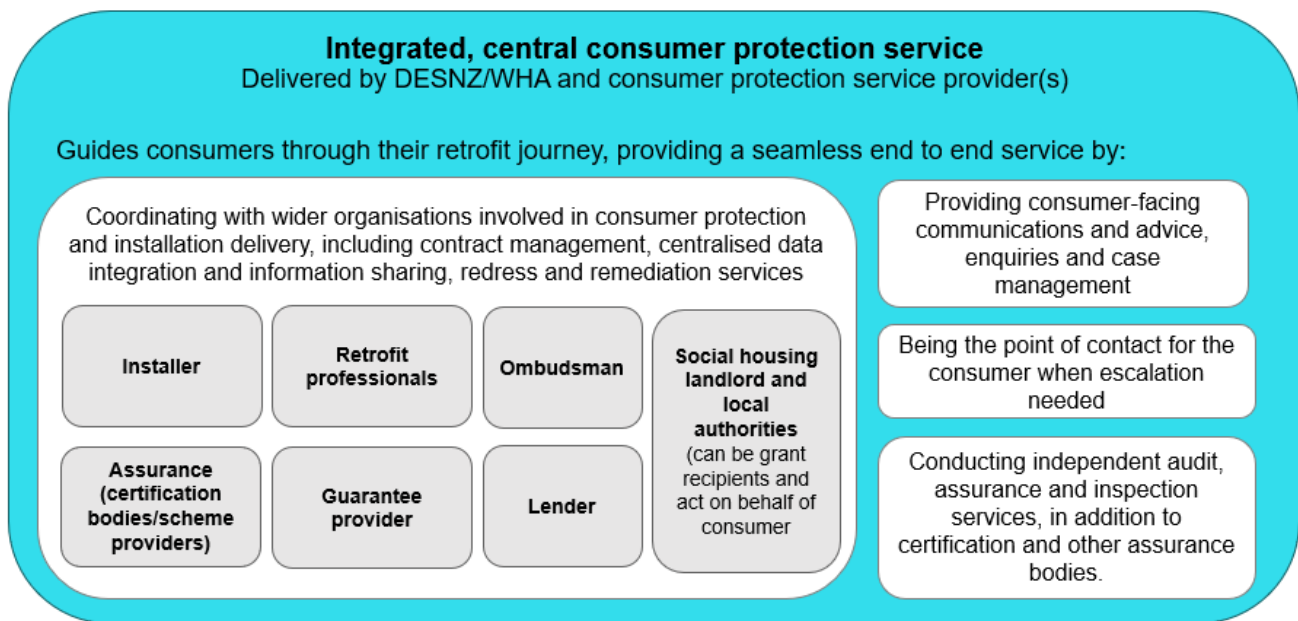 Integrated, central consumer protection service
Delivered by DESNZ/WHA and consumer protection service provider(s)
Guides consumers through their retrofit journey, providing a seamless end to end service by:
Coordinating with wider organisations involved in consumer protection
and installation delivery, including contract management, centralised data
integration and information sharing, redress and remediation services
Installer
Retrofit
professionals
Ombudsman
Social housing
landlord and
local
authorities
(can be grant
recipients and
act on behalf of
consumer
Assurance
(certification
bodies/scheme
providers)
Guarantee
provider
Lender
Providing consumer-facing
communications and advice,
enquiries and case
management
Being the point of contact for the
consumer when escalation
needed
Conducting independent audit,
assurance and inspection
services, in addition to
certification and other assurance
bodies.